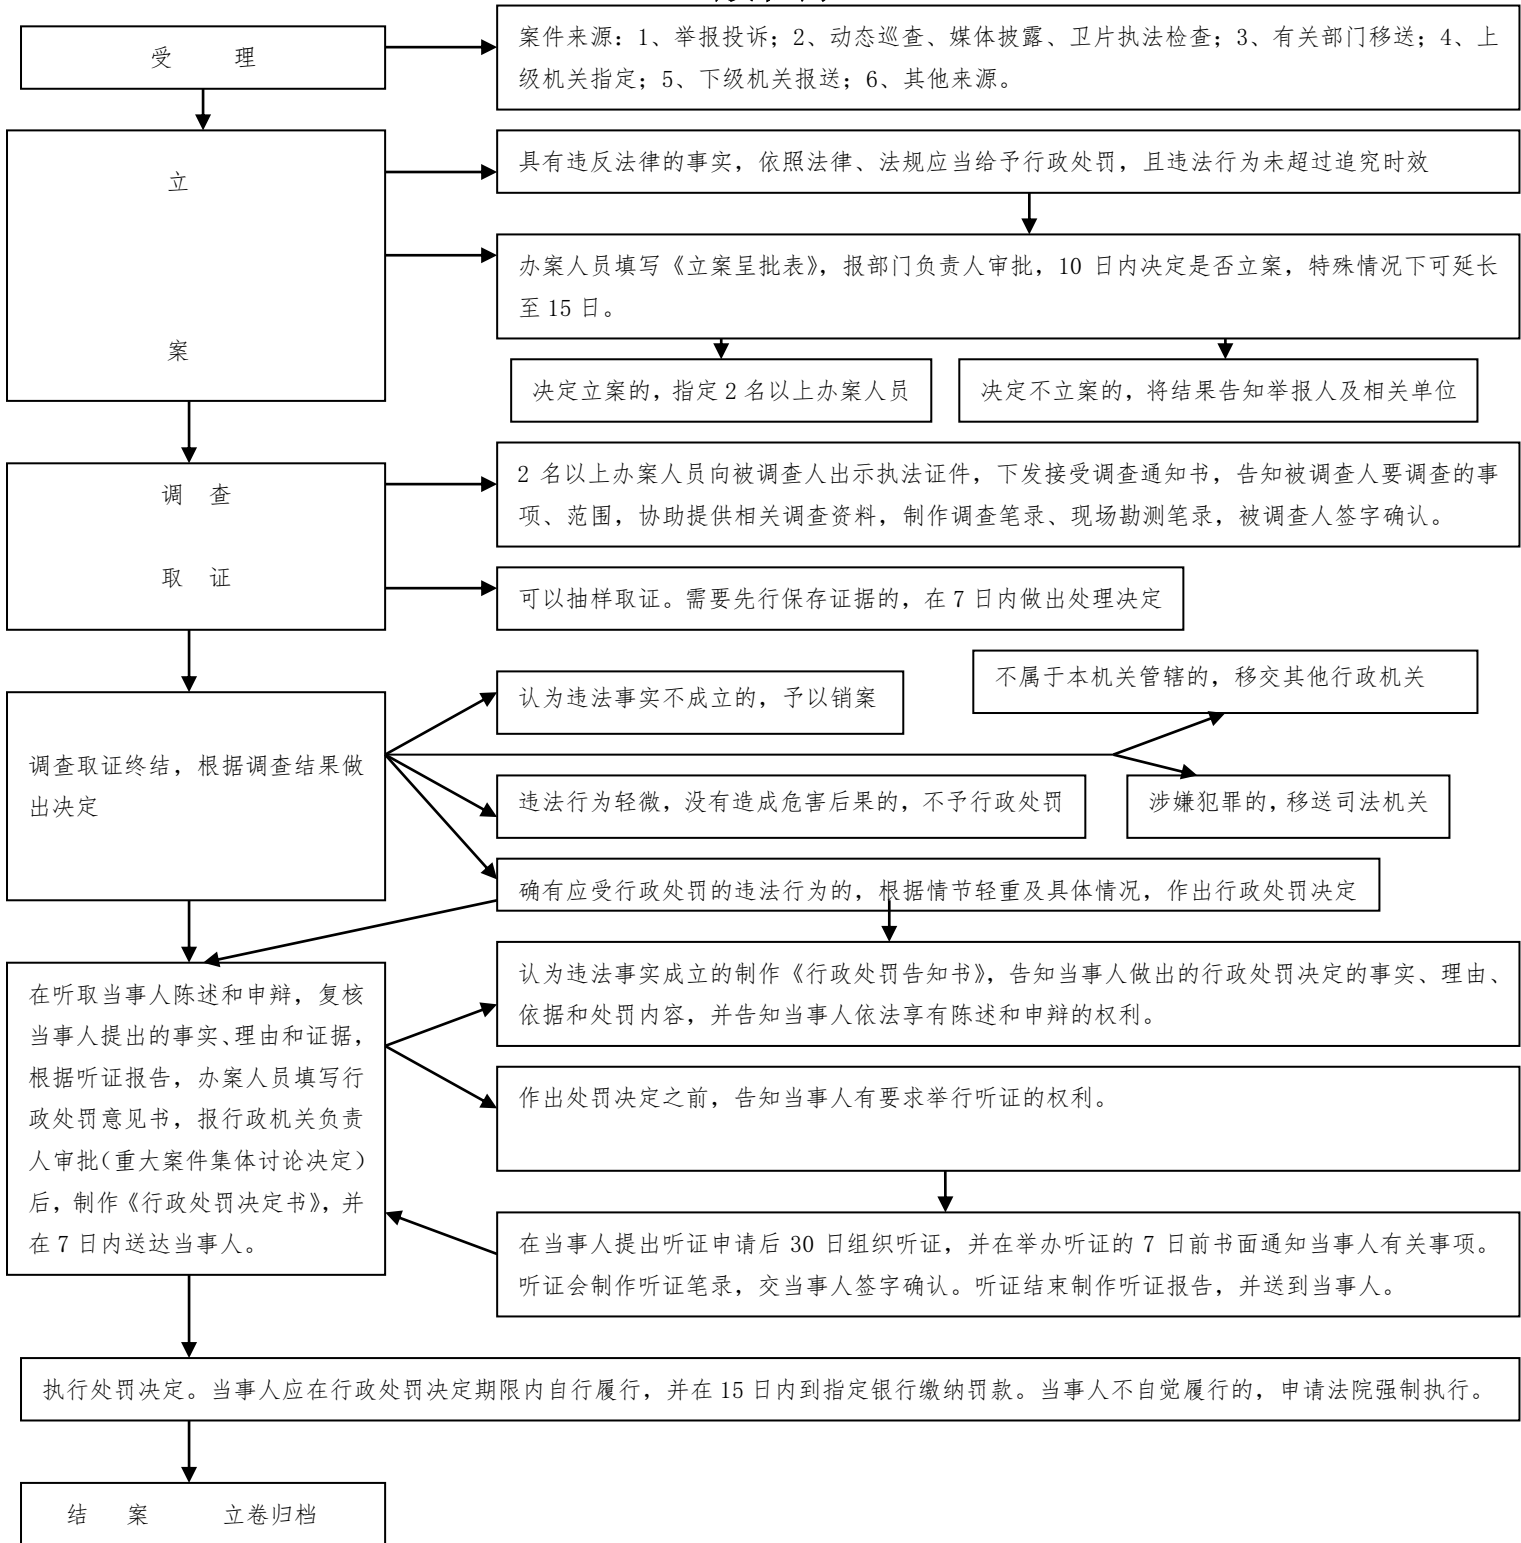 受 理
案件来源：1、举报投诉；2、动态巡查、媒体披露、卫片执法检查；3、有关部门移送；4、上
级机关指定；5、下级机关报送；6、其他来源。
立
案
具有违反法律的事实，依照法律、法规应当给予行政处罚，且违法行为未超过追究时效
办案人员填写《立案呈批表》，报部门负责人审批，10 日内决定是否立案，特殊情况下可延长
至 15 日。
决定立案的，指定 2 名以上办案人员
决定不立案的，将结果告知举报人及相关单位
调 查
取 证
2 名以上办案人员向被调查人出示执法证件，下发接受调查通知书，告知被调查人要调查的事
项、范围，协助提供相关调查资料，制作调查笔录、现场勘测笔录，被调查人签字确认。
可以抽样取证。需要先行保存证据的，在 7 日内做出处理决定
调查取证终结，根据调查结果做
出决定
认为违法事实不成立的，予以销案
不属于本机关管辖的，移交其他行政机关
违法行为轻微，没有造成危害后果的，不予行政处罚
涉嫌犯罪的，移送司法机关
确有应受行政处罚的违法行为的，根据情节轻重及具体情况，作出行政处罚决定
在听取当事人陈述和申辩，复核
当事人提出的事实、理由和证据，
根据听证报告，办案人员填写行
政处罚意见书，报行政机关负责
人审批（重大案件集体讨论决定）
后，制作《行政处罚决定书》，并
在 7 日内送达当事人。
认为违法事实成立的制作《行政处罚告知书》，告知当事人做出的行政处罚决定的事实、理由、
依据和处罚内容，并告知当事人依法享有陈述和申辩的权利。
作出处罚决定之前，告知当事人有要求举行听证的权利。
在当事人提出听证申请后 30 日组织听证，并在举办听证的 7 日前书面通知当事人有关事项。
听证会制作听证笔录，交当事人签字确认。听证结束制作听证报告，并送到当事人。
执行处罚决定。当事人应在行政处罚决定期限内自行履行，并在 15 日内到指定银行缴纳罚款。当事人不自觉履行的，申请法院强制执行。
结 案 立卷归档